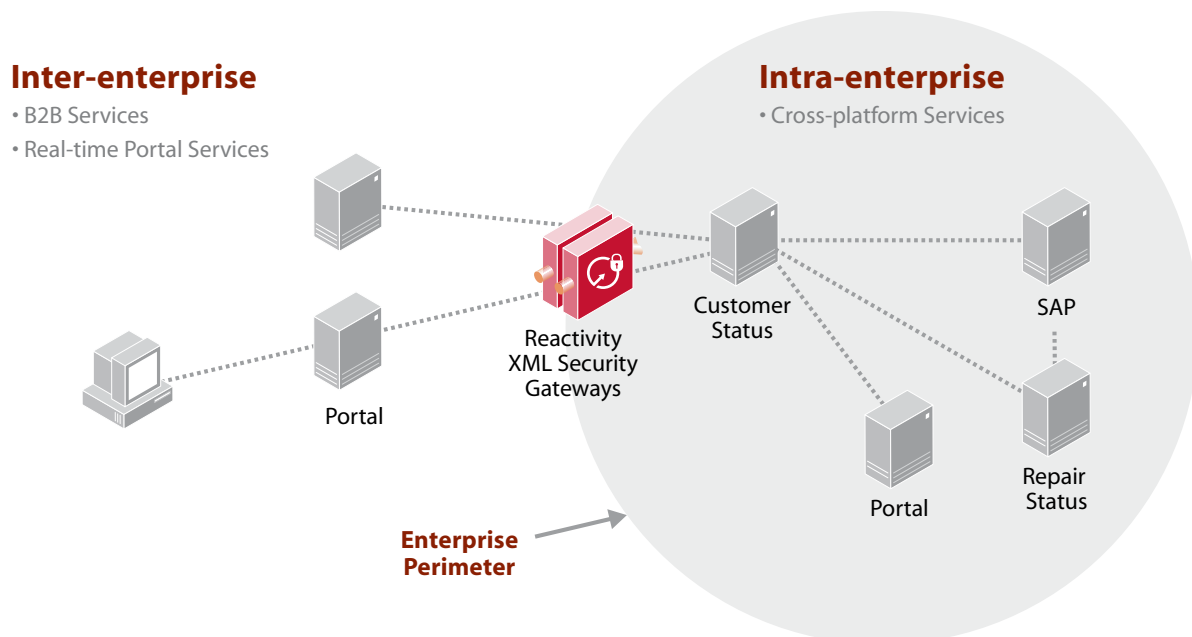 Inter-enterprise
• B2B Services
• Real-time Portal Services
Intra-enterprise
• Cross-platform Services
Customer
Status
SAP
Reactivity
XML Security
Gateways
Portal
Repair
Status
Portal
Enterprise
Perimeter